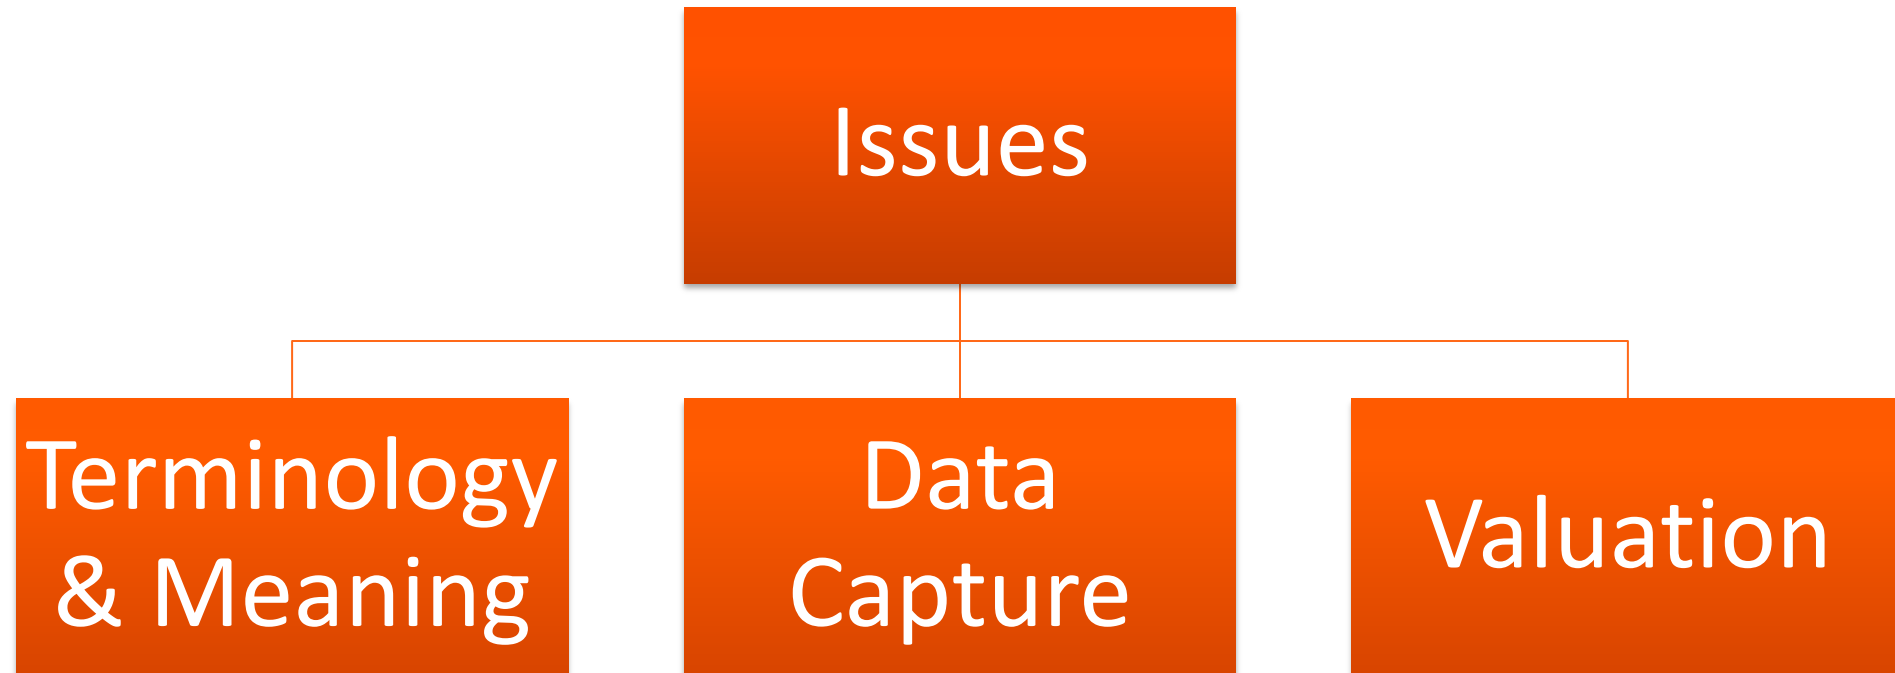 Issues
Terminology
& Meaning
Data
Capture
Valuation